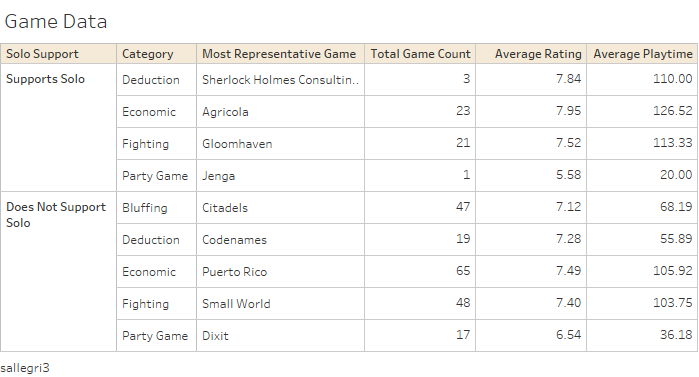 Game Data
Solo Support Category Most Representative Game Total Game Count Average Rating Average Playtime
Supports Solo Deduction Sherlock Holmes Consultin.. 3 7.84 110.00
Economic Agricola 23 7.95 126.52
Fighting Gloomhaven 21 7.52 113.33
Party Game Jenga 1 5.58 20.00
Does Not Support Bluffing Citadels 47 7.12 68.19
Solo
Deduction Codenames 19 7.28 55.89
Economic Puerto Rico 65 7.49 105.92
Fighting Small World 48 7.40 103.75
Party Game Dixit 17 6.54 36.18
sallegri3